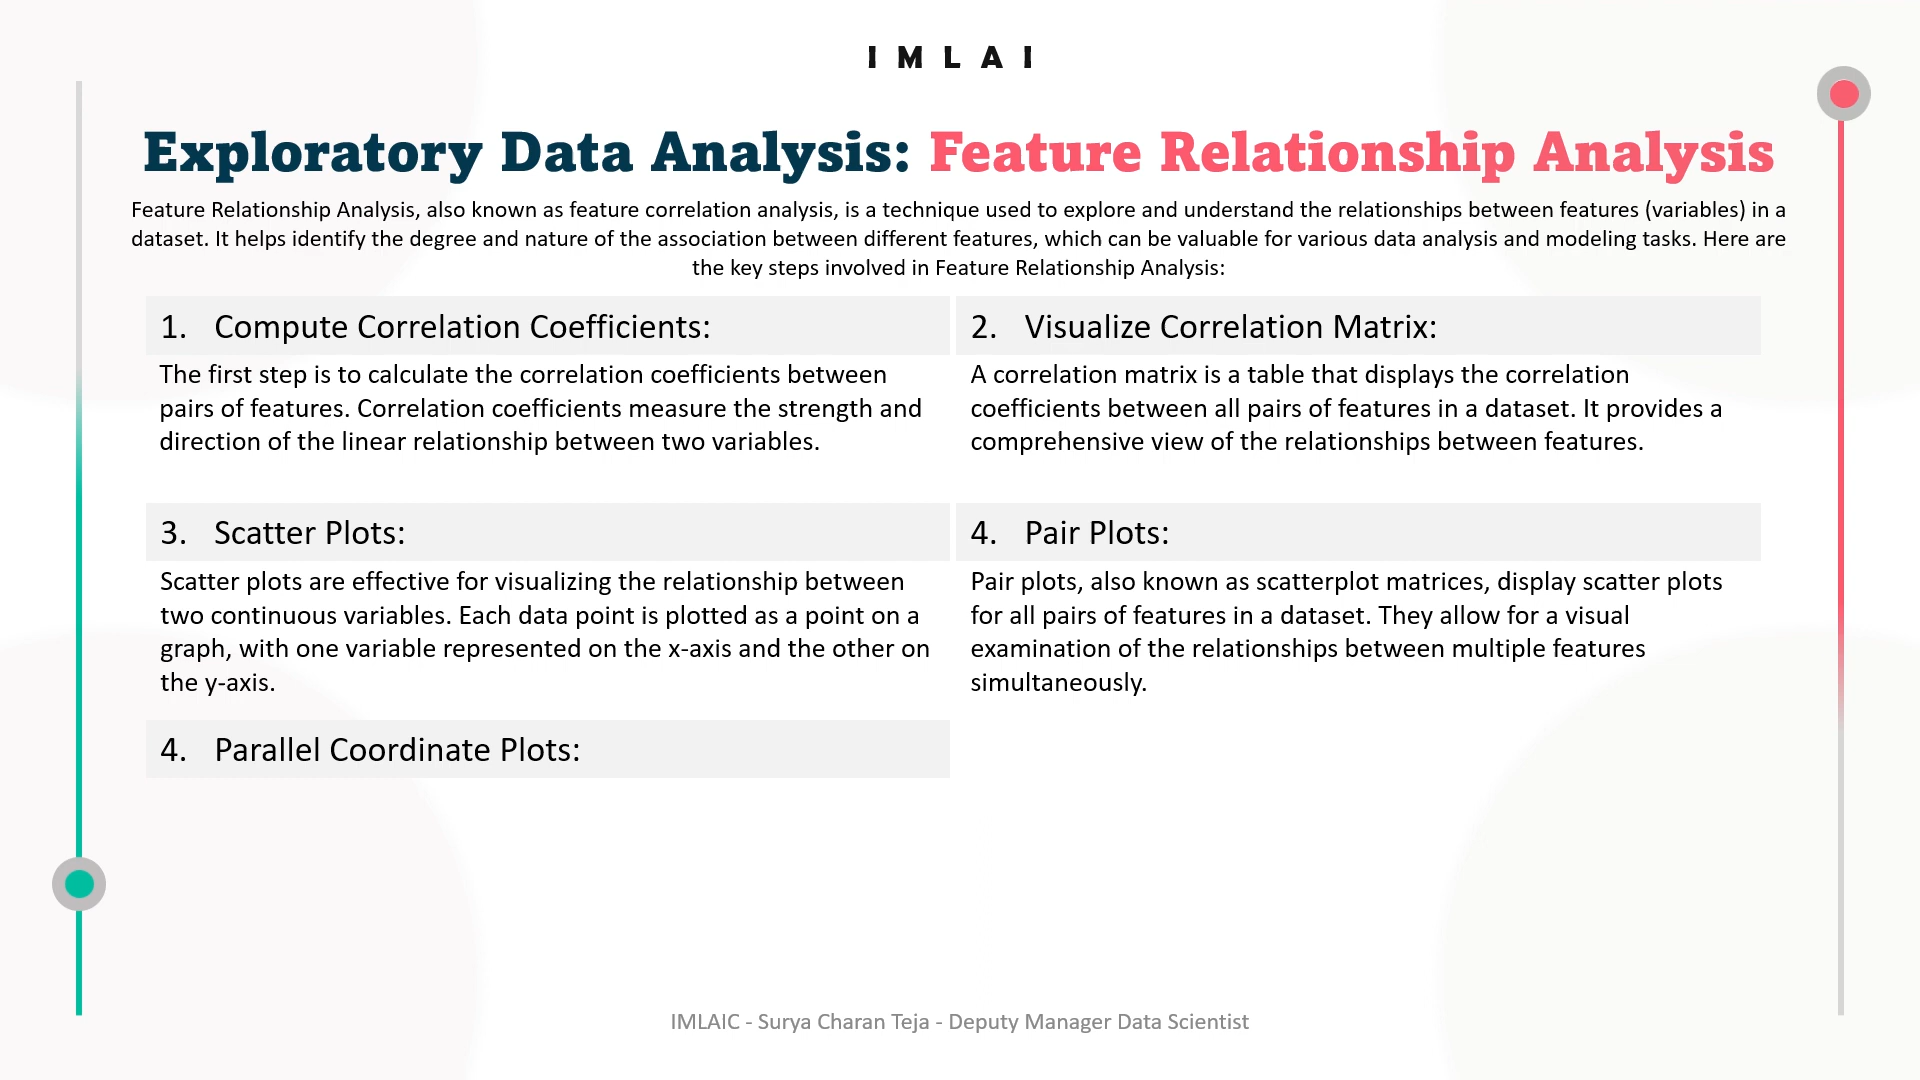 IMLAI
Exploratory Data Analysis: Feature Relationship Analysis
Feature Relationship Analysis, also known as feature correlation analysis, is a technique used to explore and understand the relationships between features (variables) in a
dataset. It helps identify the degree and nature of the association between different features, which can be valuable for various data analysis and modeling tasks. Here are
the key steps involved in Feature Relationship Analysis:
1. Compute Correlation Coefficients:
The first step is to calculate the correlation coefficients between
pairs of features. Correlation coefficients measure the strength and
direction of the linear relationship between two variables.
2. Visualize Correlation Matrix:
A correlation matrix is a table that displays the correlation
coefficients between all pairs of features in a dataset. It provides a
comprehensive view of the relationships between features.
3. Scatter Plots:
Scatter plots are effective for visualizing the relationship between
two continuous variables. Each data point is plotted as a point on a
graph, with one variable represented on the x-axis and the other on
the y-axis.
4. Pair Plots:
Pair plots, also known as scatterplot matrices, display scatter plots
for all pairs of features in a dataset. They allow for a visual
examination of the relationships between multiple features
simultaneously.
4. Parallel Coordinate Plots:
IMLAIC - Surya Charan Teja - Deputy Manager Data Scientist